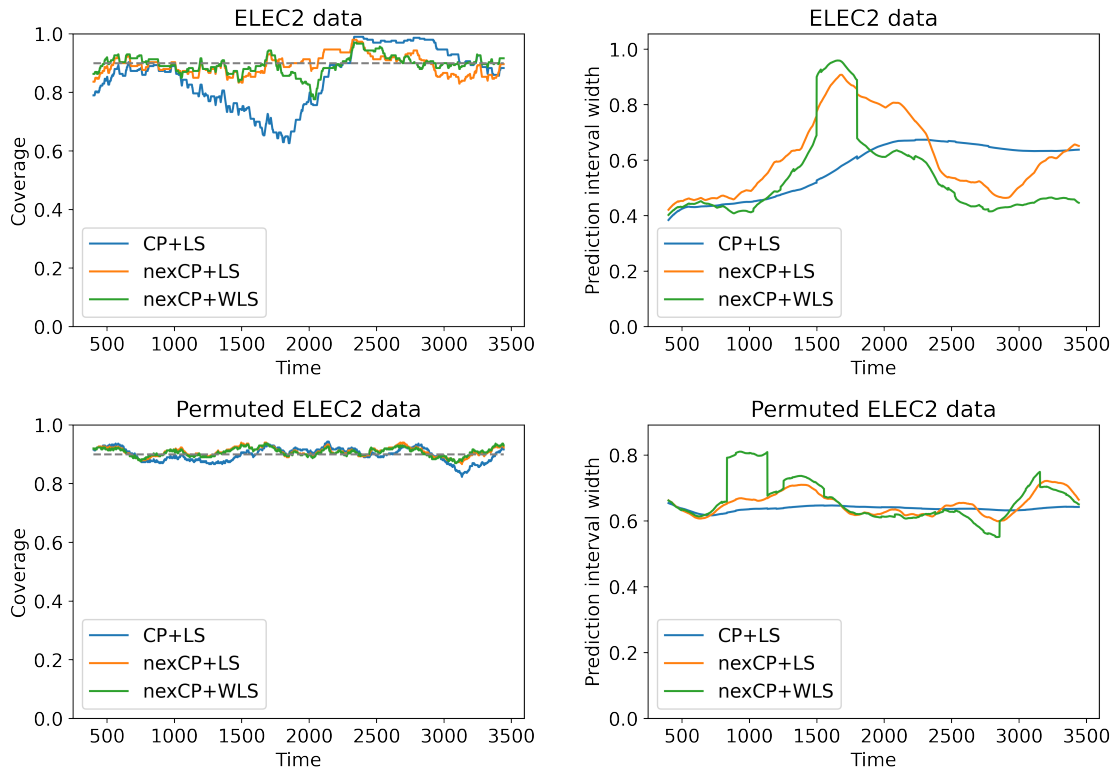 ELEC2 data
Coverage
1.0
0.8
0.6
0.4
0.2
0.0
CP+LS
nexCP+LS
nexCP+WLS
500 1000 1500 2000 2500 3000 3500
Time
ELEC2 data
Prediction interval width
1.0
0.8
0.6
0.4
0.2
0.0
CP+LS
nexCP+LS
nexCP+WLS
500 1000 1500 2000 2500 3000 3500
Time
Permuted ELEC2 data
Coverage
1.0
0.8
0.6
0.4
0.2
0.0
CP+LS
nexCP+LS
nexCP+WLS
500 1000 1500 2000 2500 3000 3500
Time
Permuted ELEC2 data
Prediction interval width
0.8
0.6
0.4
0.2
0.0
CP+LS
nexCP+LS
nexCP+WLS
500 1000 1500 2000 2500 3000 3500
Time